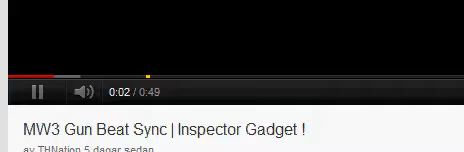 0:02 / 0:49
MW3 Gun Beat Sync | Inspector Gadget !
av THNation 5 dagar sedan